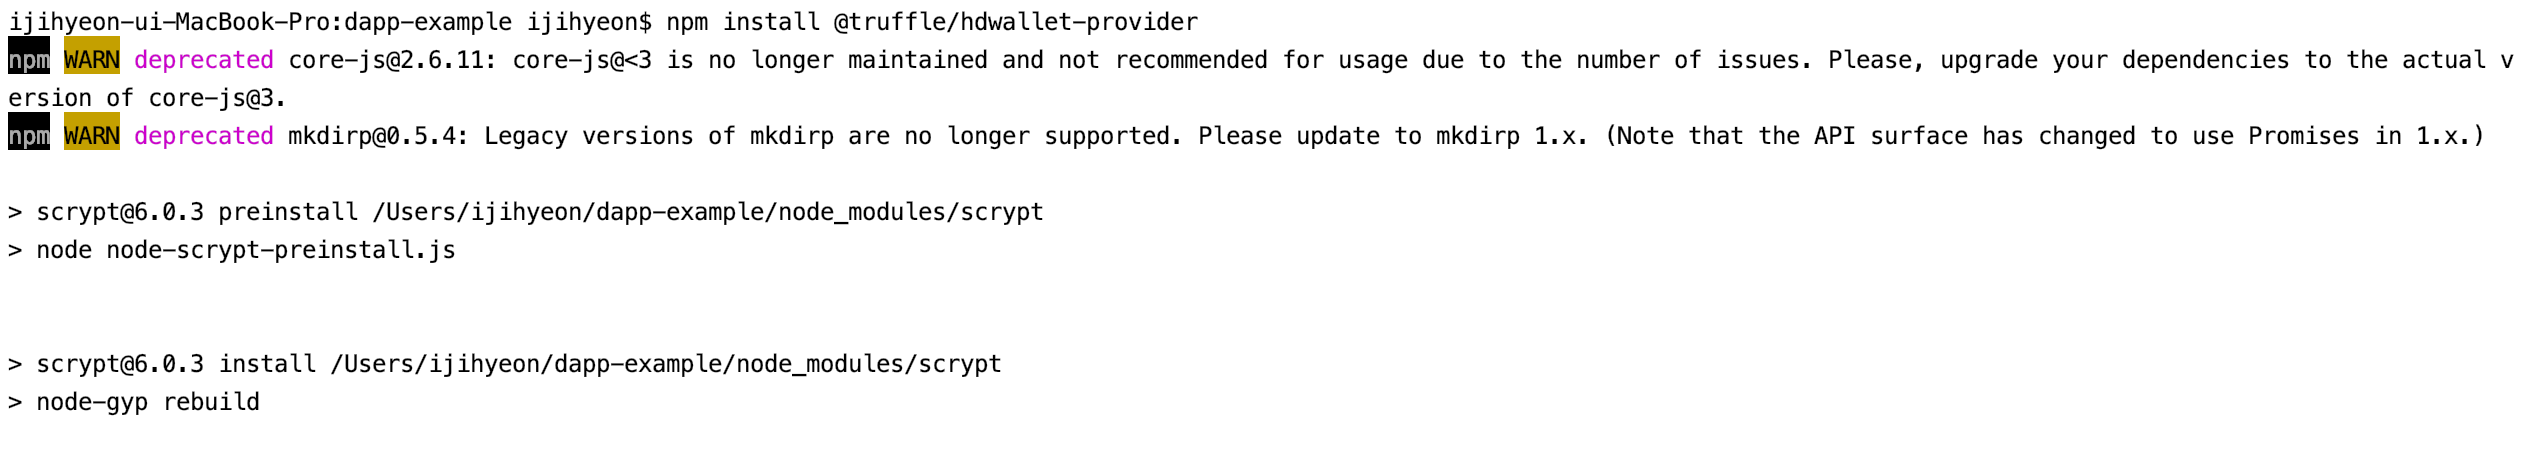 ijihyeon-ui-MacBook-Pro:dapp-example ijihyeon$ npm install @truffle/hdwallet-provider
npm WARN deprecated core-js@2.6.11: core-js@<3 is no longer maintained and not recommended for usage due to the number of issues. Please, upgrade your dependencies to the actual v
ersion of core-js@3.
npm WARN deprecated mkdirp@0.5.4: Legacy versions of mkdirp are no longer supported. Please update to mkdirp 1.x. (Note that the API surface has changed to use Promises in 1.x.)
> scrypt@6.0.3 preinstall /Users/ijihyeon/dapp-example/node_modules/scrypt
> node node-scrypt-preinstall.js
> scrypt@6.0.3 install /Users/ijihyeon/dapp-example/node_modules/scrypt
> node-gyp rebuild